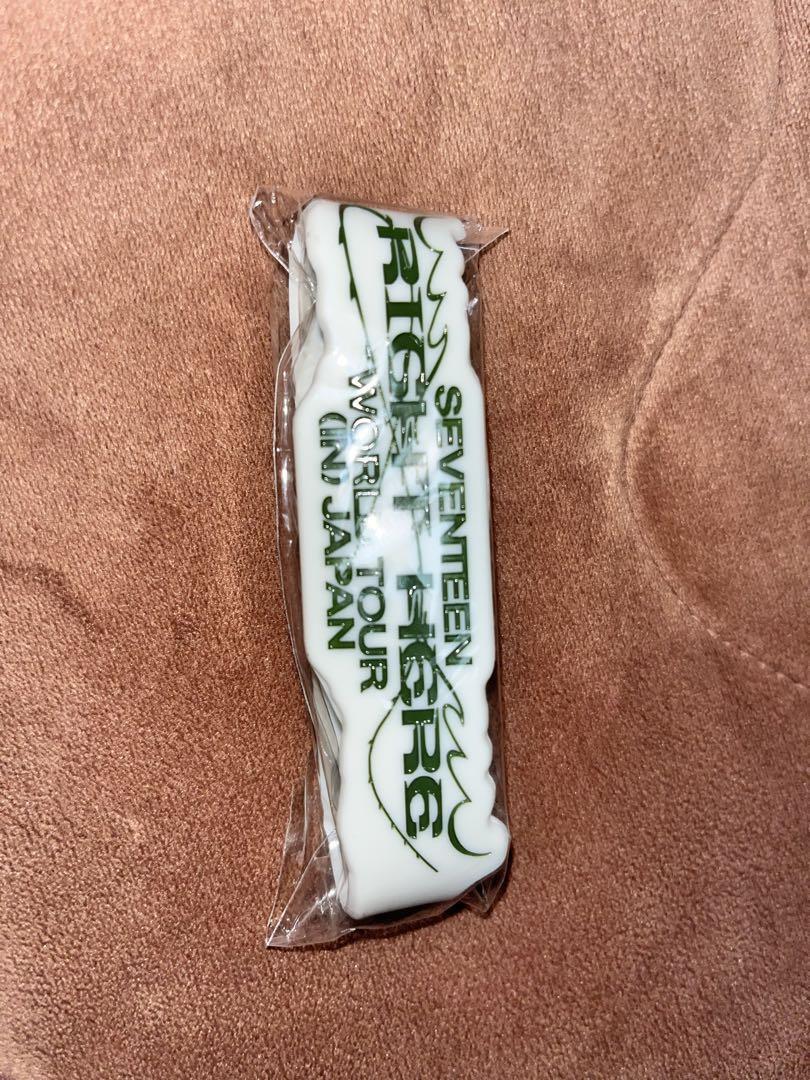 SEVENTEEN
RIGHT HERE
WORLD TOUR
(IN) JAPAN